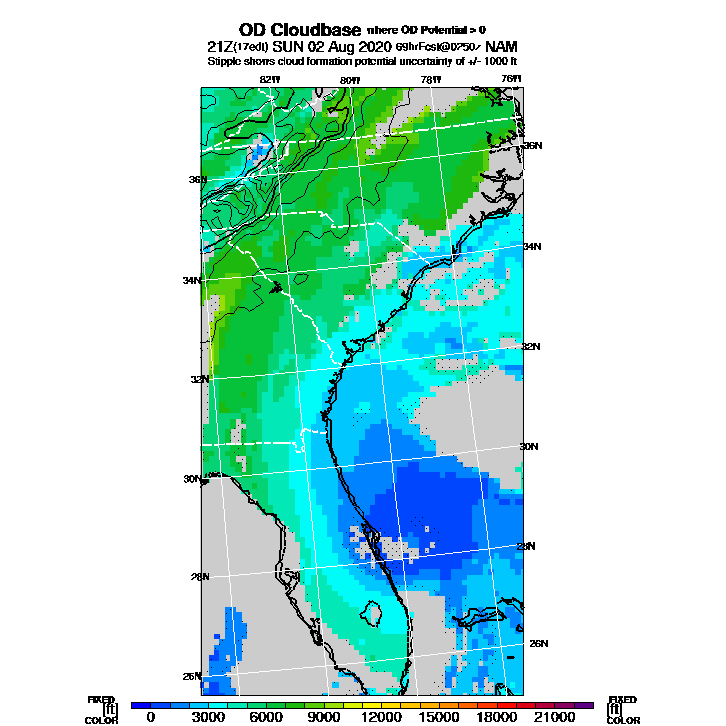 OD Cloudbase where OD Potential > 0
21Z(17edt) SUN 02 Aug 2020 69hrFcst@0750z NAM
Stipple shows cloud formation potential uncertainty of +/- 1000 ft
82W 80W 78W 76W
36N
36N
34N
34N
32N
32N
30N
30N
28N
28N
26N
26N
FIXED FIXED
[ft] 0 3000 6000 9000 12000 15000 18000 21000 [ft]
COLOR COLOR